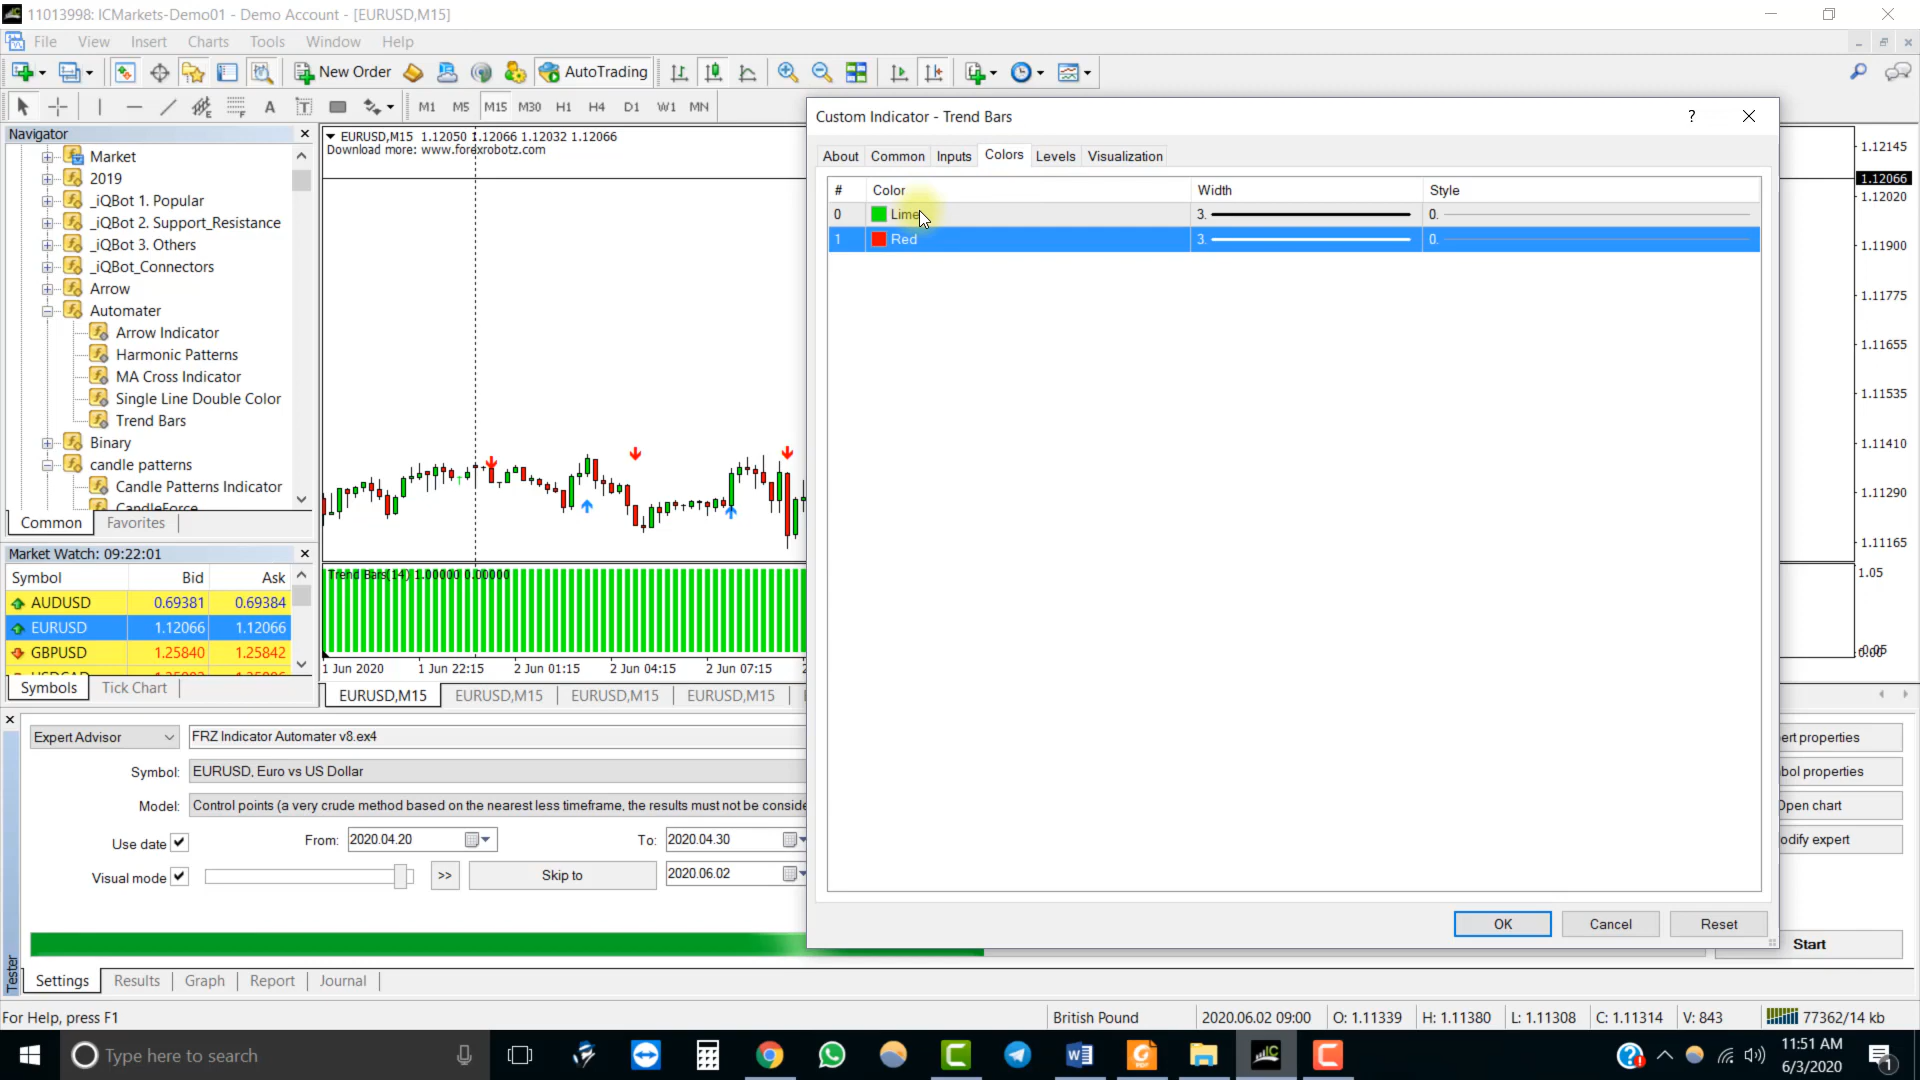 11013998: ICMarkets-Demo01 - Demo Account - [EURUSD,M15]
File View Insert Charts Tools Window Help
New Order AutoTrading
A T M1 M5 M15 M30 H1 H4 D1 W1 MN
Navigator
Market
2019
_iQBot 1. Popular
_iQBot 2. Support_Resistance
_iQBot 3. Others
_iQBot_Connectors
Arrow
Automater
Arrow Indicator
Harmonic Patterns
MA Cross Indicator
Single Line Double Color
Trend Bars
Binary
candle patterns
Candle Patterns Indicator
CandleForce
Common Favorites
Market Watch: 09:22:01
Symbol Bid Ask
AUDUSD 0.69381 0.69384
EURUSD 1.12066 1.12066
GBPUSD 1.25840 1.25842
Symbols Tick Chart
EURUSD,M15 1.12050 1.12066 1.12032 1.12066
Download more: www.forexrobotz.com
Trend Bars(14) 1.00000 0.00000
1 Jun 2020 1 Jun 22:15 2 Jun 01:15 2 Jun 04:15 2 Jun 07:15
EURUSD,M15 EURUSD,M15 EURUSD,M15 EURUSD,M15
Custom Indicator - Trend Bars
? 
About Common Inputs Colors Levels Visualization
# Color Width Style
0 Lime 3. 0.
1 Red 3. 0.
OK Cancel Reset
1.12145
1.12066
1.12020
1.11900
1.11775
1.11655
1.11535
1.11410
1.11290
1.11165
1.05
Expert Advisor FRZ Indicator Automater v8.ex4
Symbol: EURUSD, Euro vs US Dollar
Model: Control points (a very crude method based on the nearest less timeframe, the results must not be conside
Use date From: 2020.04.20 To: 2020.04.30
Visual mode >> Skip to 2020.06.02
ert properties
bol properties
Open chart
odify expert
Start
Tester
Settings Results Graph Report Journal
For Help, press F1 British Pound 2020.06.02 09:00 O: 1.11339 H: 1.11380 L: 1.11308 C: 1.11314 V: 843 77362/14 kb
Type here to search
11:51 AM
6/3/2020
1